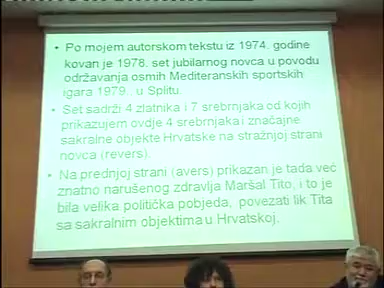 • Po mojem autorskom tekstu iz 1974. godine
kovan je 1978. set jubilarnog novca u povodu
održavanja osmih Mediteranskih sportskih
igara 1979. u Splitu.
• Set sadrži 4 zlatnika i 7 srebrnjaka od kojih
prikazujem ovdje 4 srebrnjaka i značajne
sakralne objekte Hrvatske na stražnjoj strani
novca (revers).
• Na prednjoj strani (avers) prikazan je tada već
znatno narušenog zdravlja Maršal Tito, i to je
bila velika politička pobjeda, povezati lik Tita
sa sakralnim objektima u Hrvatskoj.